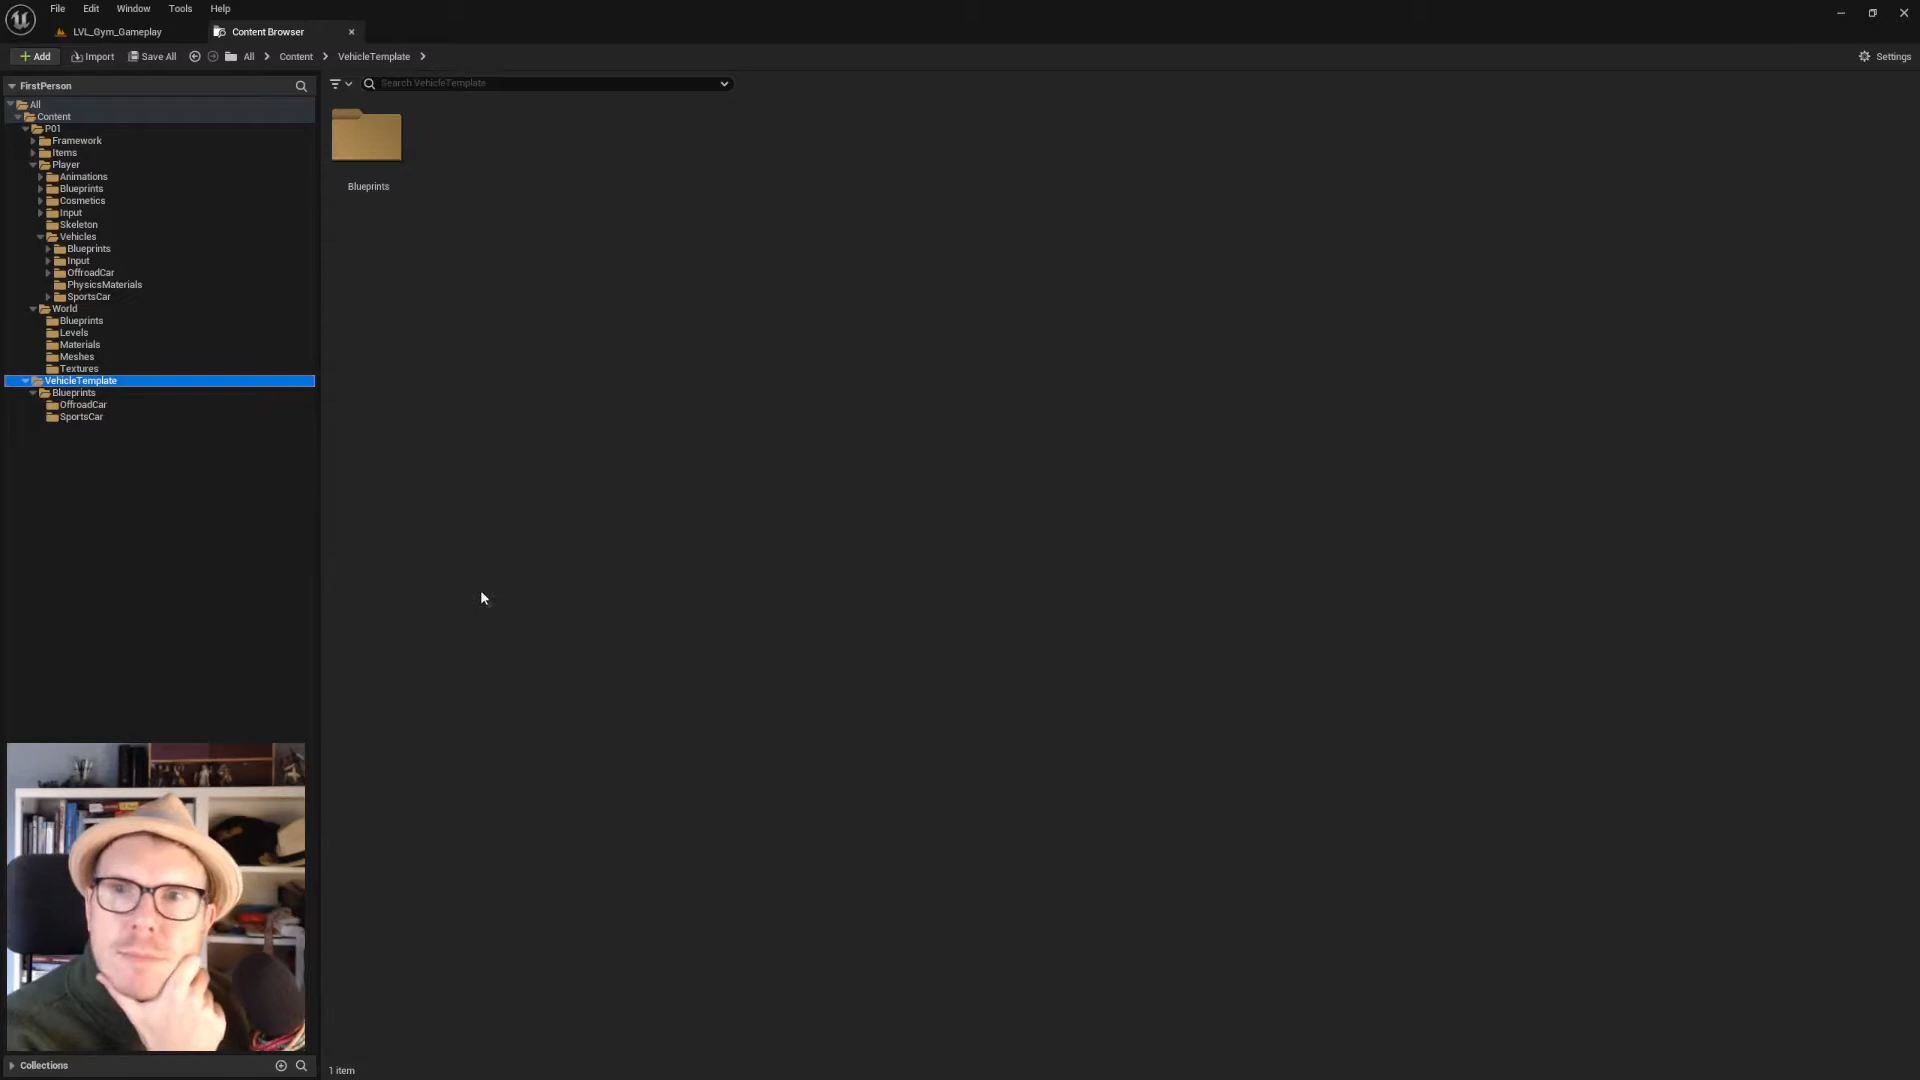 File Edit Window Tools Help
LVL_Gym_Gameplay Content Browser
Add Import Save All All Content VehicleTemplate Settings
FirstPerson Search VehicleTemplate
All
Content
P01
Framework
Items
Player
Animations
Blueprints
Cosmetics
Input
Skeleton
Vehicles
Blueprints
Input
OffroadCar
PhysicsMaterials
SportsCar
World
Blueprints
Levels
Materials
Meshes
Textures
VehicleTemplate
Blueprints
OffroadCar
SportsCar
Blueprints
Collections
1 item